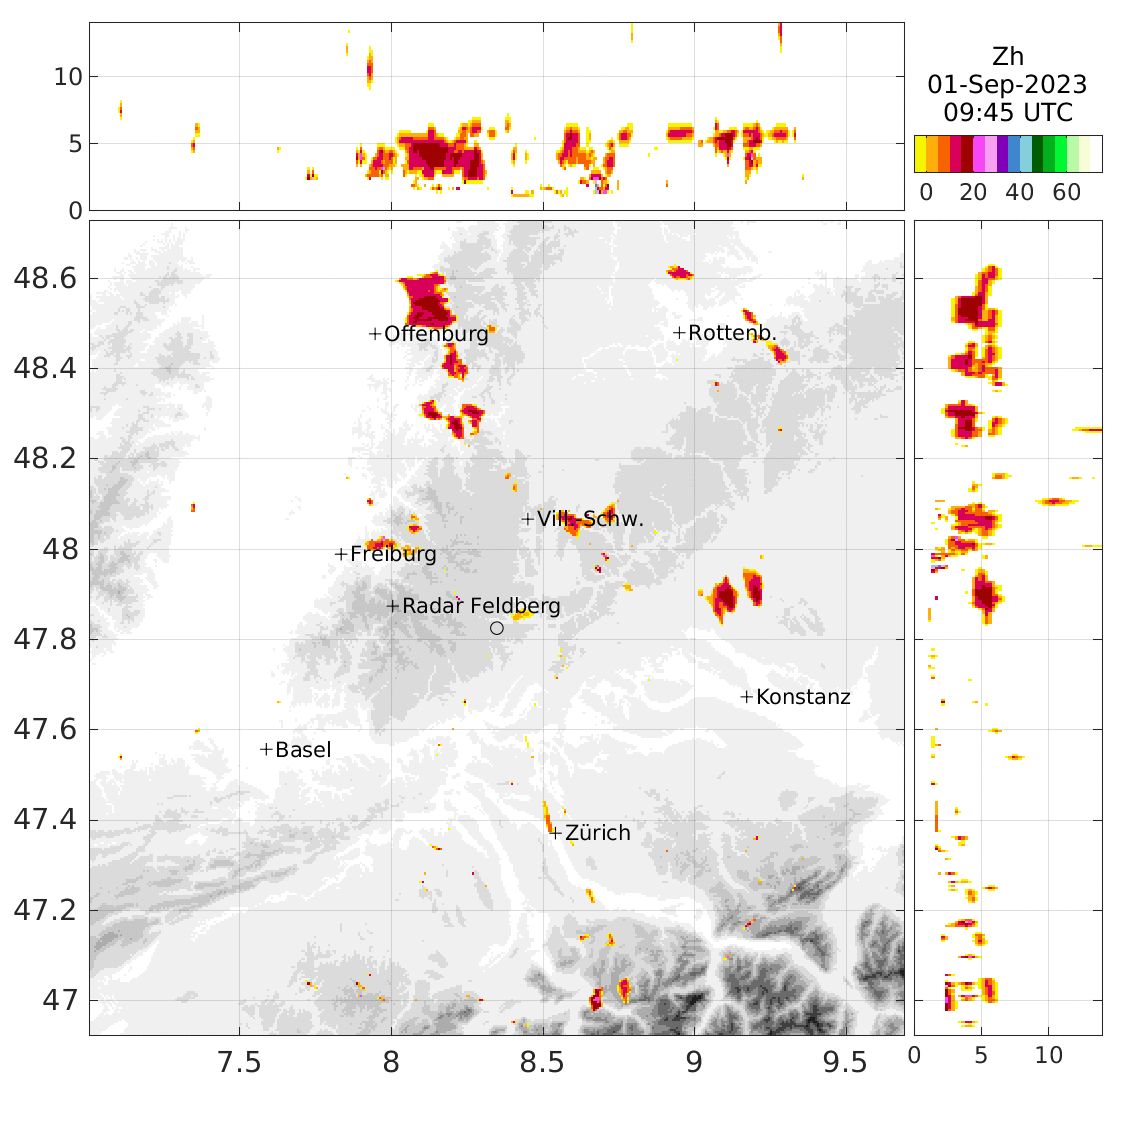 10
5
0
Zh
01-Sep-2023
09:45 UTC
0 20 40 60
48.6
48.4
48.2
48
47.8
47.6
47.4
47.2
47
+Offenburg
+Rottenb.
+Vill.-Schw.
+Freiburg
+Radar Feldberg
+Konstanz
+Basel
+Zürich
7.5 8 8.5 9 9.5
0 5 10